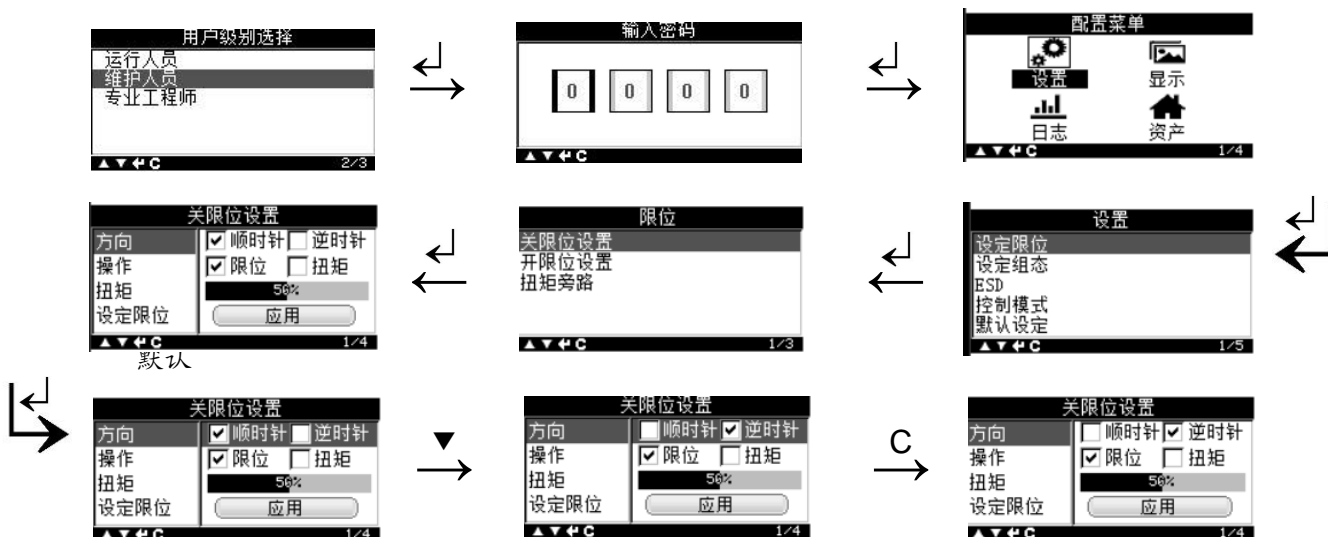 用户级别选择
运行人员
维护人员
专业工程师
▲▼↵C 2/3
↵
输入密码
0 0 0 0
▲▼↵C
↵
配置菜单
设置 显示
日志 资产
▲▼↵C 1/4
↵
设置
设定限位
设定组态
ESD
控制模式
默认设定
▲▼↵C 1/5
↵
限位
关限位设置
开限位设置
扭矩旁路
▲▼↵C 1/3
↵
关限位设置
方向 顺时针 逆时针
操作 限位 扭矩
扭矩 50%
设定限位 应用
▲▼↵C 1/4
默认
↵
关限位设置
方向 顺时针 逆时针
操作 限位 扭矩
扭矩 50%
设定限位 应用
▲▼↵C 1/4
▼
关限位设置
方向 顺时针 逆时针
操作 限位 扭矩
扭矩 50%
设定限位 应用
▲▼↵C 1/4
C
关限位设置
方向 顺时针 逆时针
操作 限位 扭矩
扭矩 50%
设定限位 应用
▲▼↵C 1/4